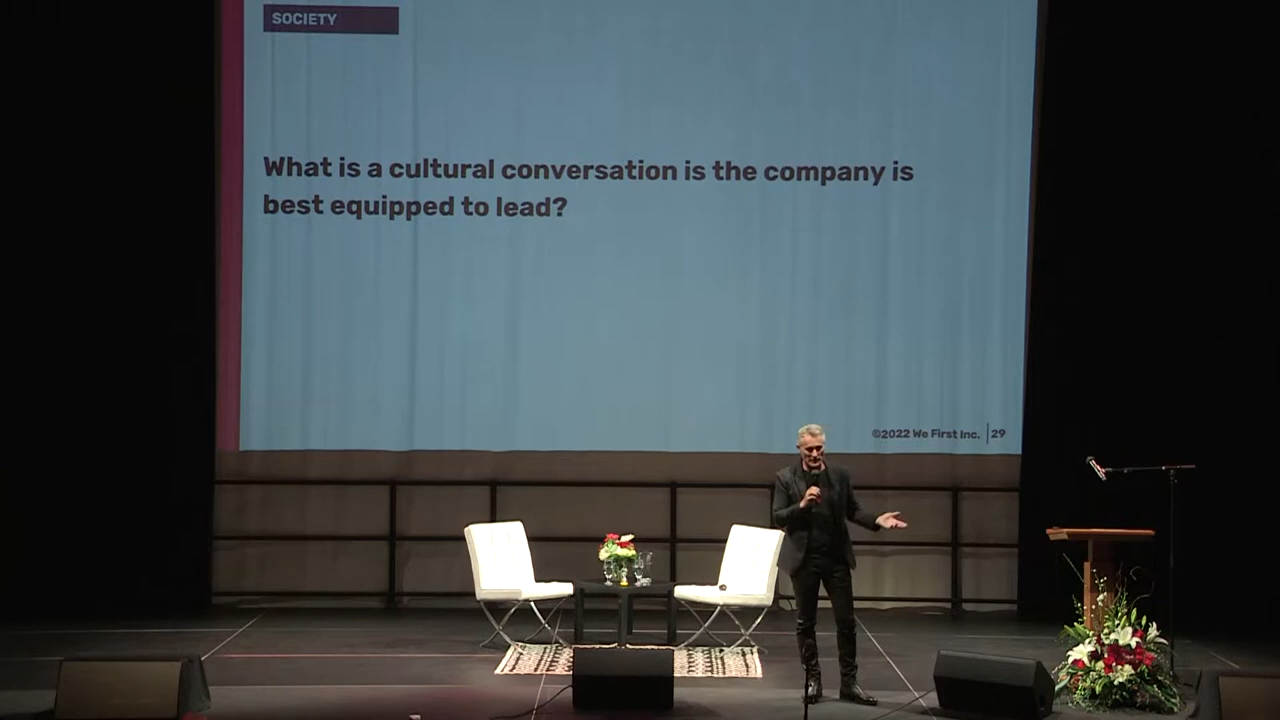 SOCIETY
What is a cultural conversation is the company is
best equipped to lead?
©2022 We First Inc. | 29